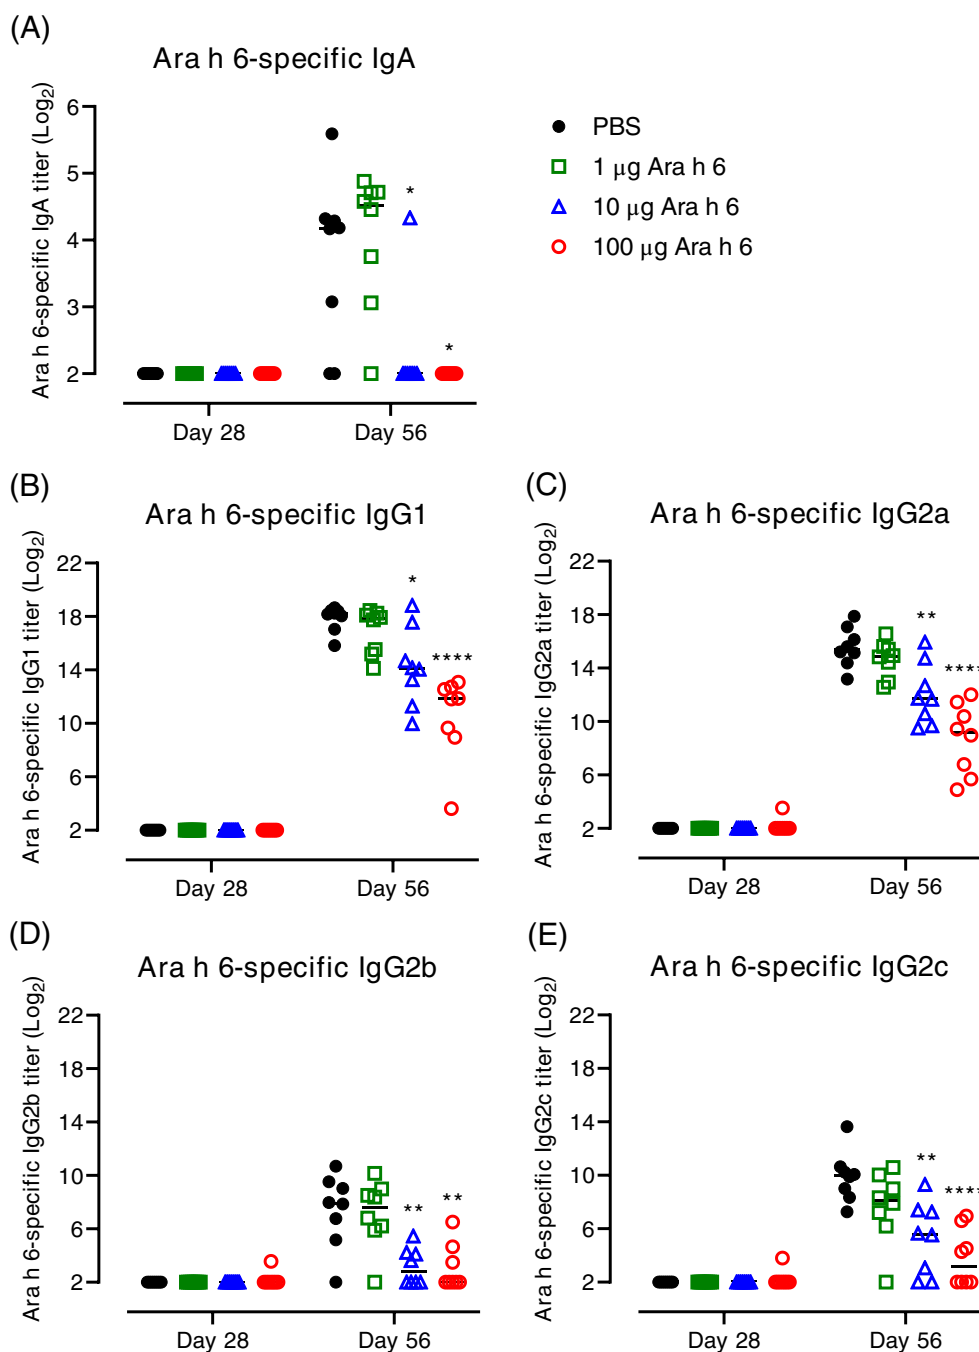 (A)
Ara h 6-specific IgA
Ara h 6-specific IgA titer (Log₂)
6
5
4
3
2
*
*
Day 28
Day 56
PBS
1 μg Ara h 6
10 μg Ara h 6
100 μg Ara h 6
(B)
Ara h 6-specific IgG1
Ara h 6-specific IgG1 titer (Log₂)
22
18
14
10
6
2
*
****
Day 28
Day 56
(C)
Ara h 6-specific IgG2a
Ara h 6-specific IgG2a titer (Log₂)
22
18
14
10
6
2
**
****
Day 28
Day 56
(D)
Ara h 6-specific IgG2b
Ara h 6-specific IgG2b titer (Log₂)
22
18
14
10
6
2
**
**
Day 28
Day 56
(E)
Ara h 6-specific IgG2c
Ara h 6-specific IgG2c titer (Log₂)
22
18
14
10
6
2
**
****
Day 28
Day 56